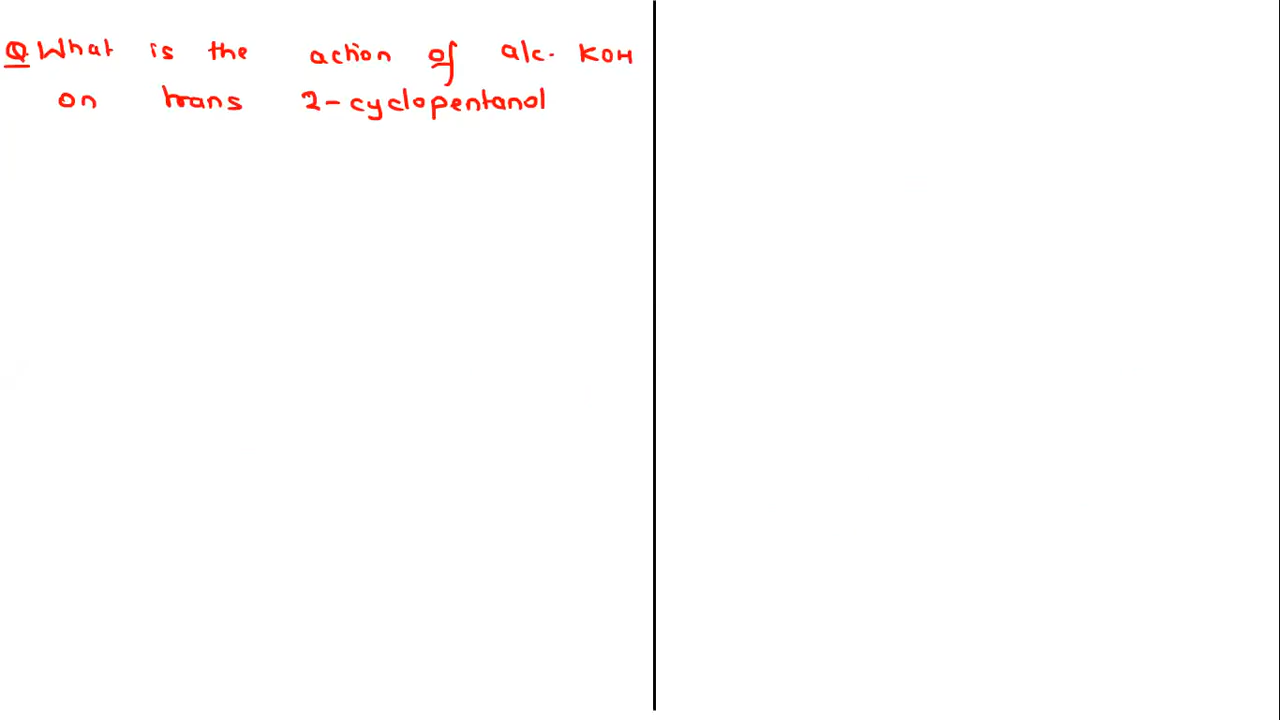 Q What is the action of alc. KOH
on trans 2-cyclopentanol